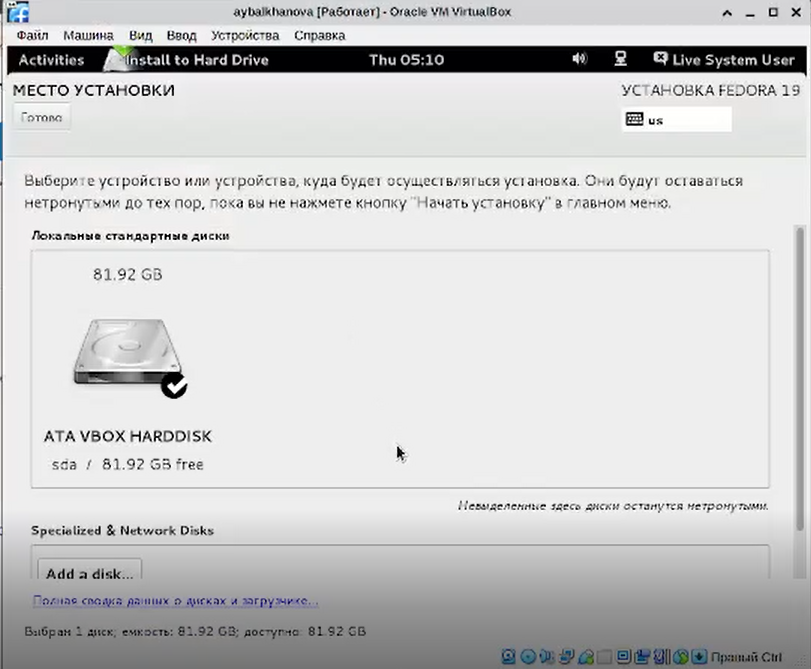 aybalkhanova [Работает] - Oracle VM VirtualBox
Файл Машина Вид Ввод Устройства Справка
Activities Install to Hard Drive Thu 05:10 Live System User
МЕСТО УСТАНОВКИ УСТАНОВКА FEDORA 19
Готово us
Выберите устройство или устройства, куда будет осуществляться установка. Они будут оставаться
нетронутыми до тех пор, пока вы не нажмете кнопку "Начать установку" в главном меню.
Локальные стандартные диски
81.92 GB
ATA VBOX HARDDISK
sda / 81.92 GB free
Невыделенные здесь диски останутся нетронутыми.
Specialized & Network Disks
Add a disk...
Полная сводка данных о дисках и загрузчике...
Выбран 1 диск; емкость: 81.92 GB; доступно: 81.92 GB
Правый Ctrl